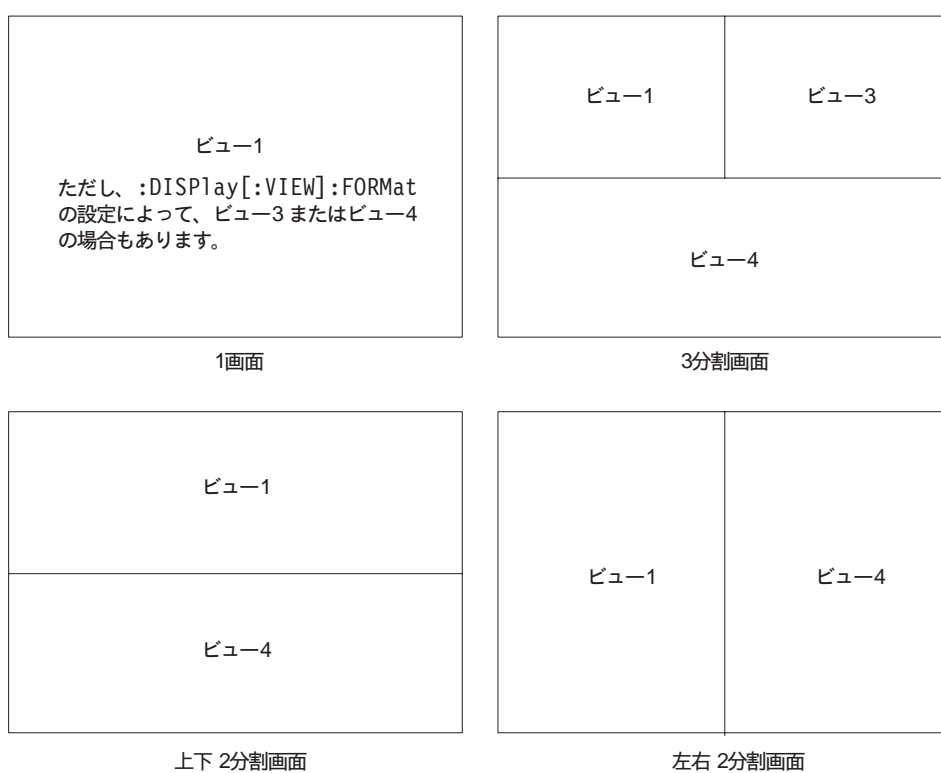 ビュー1
ただし、:DISPlay[:VIEW]:FORMat
の設定によって、ビュー3 またはビュー4
の場合もあります。
1画面
ビュー1
ビュー3
ビュー4
3分割画面
ビュー1
ビュー4
上下 2分割画面
ビュー1
ビュー4
左右 2分割画面